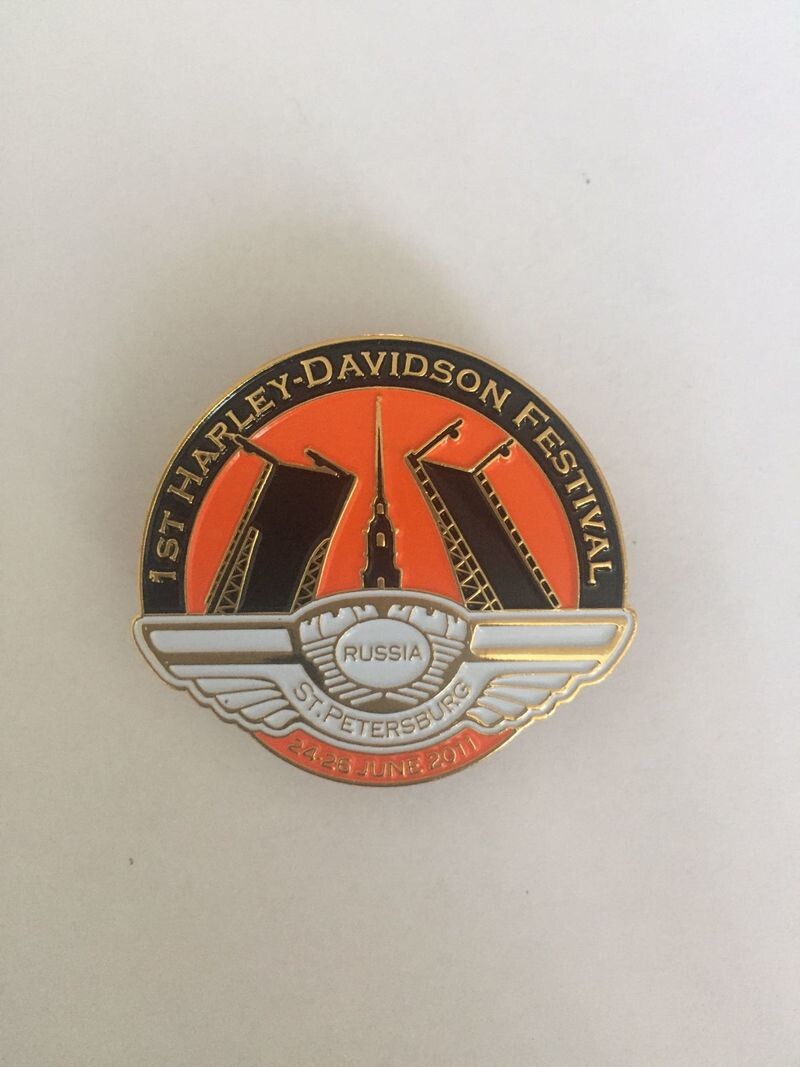 1ST HARLEY-DAVIDSON FESTIVAL
RUSSIA
ST. PETERSBURG
24-26 JUNE 2011